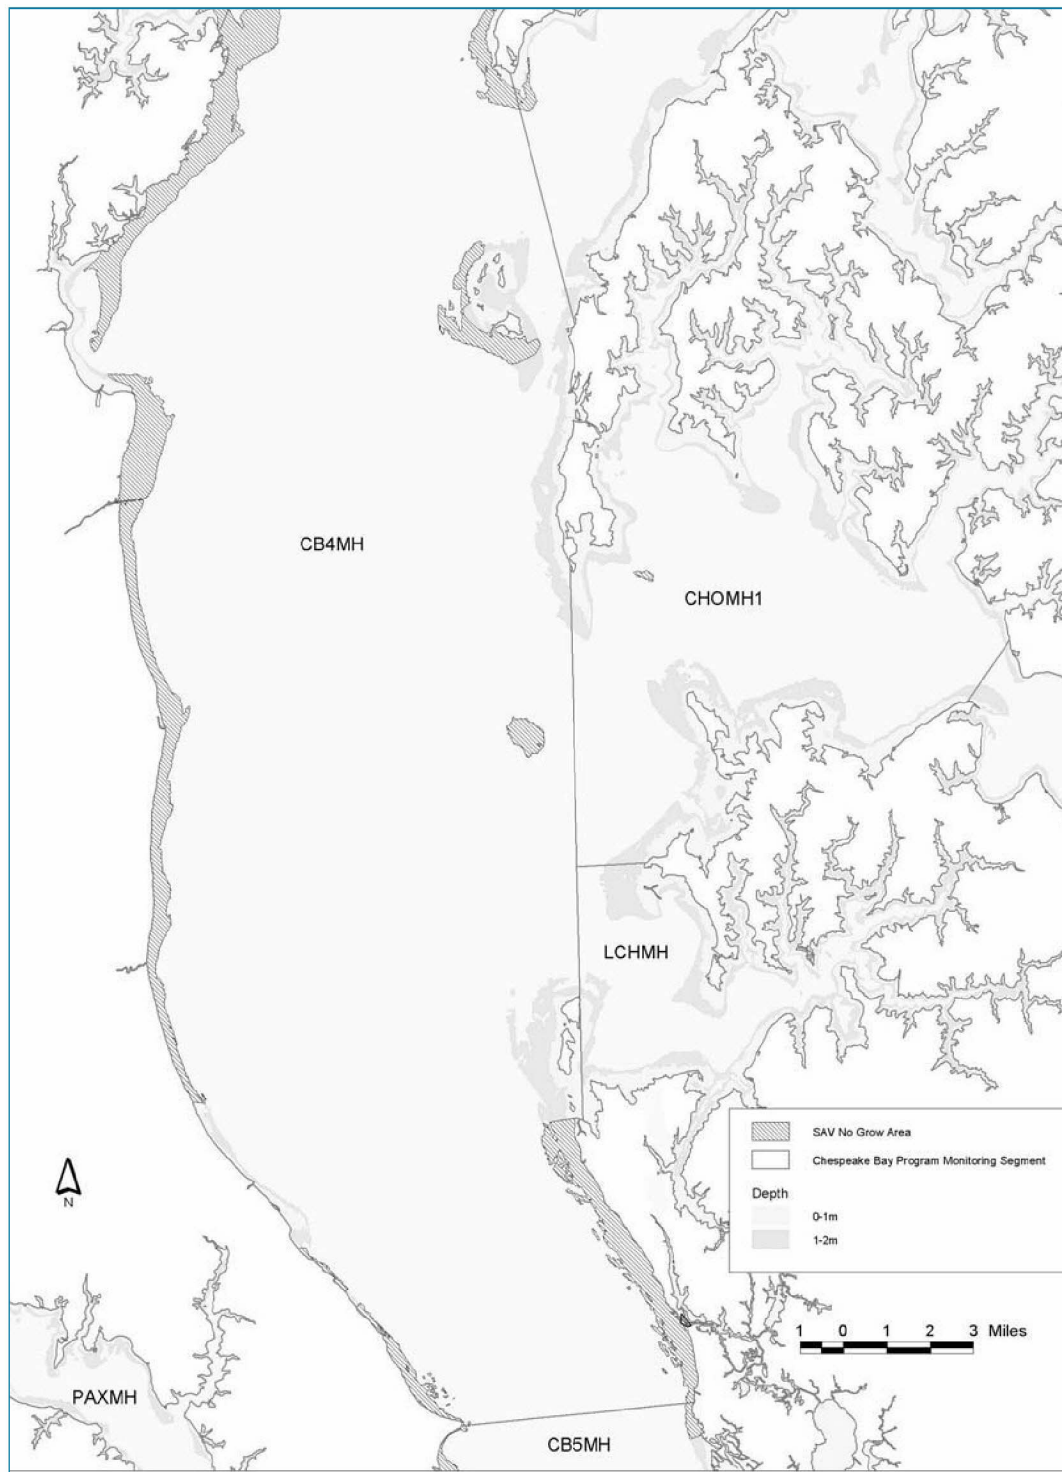 CB4MH
CHOMH1
LCHMH
SAV No Grow Area
Chespeake Bay Program Monitoring Segment
Depth
0-1m
1-2m
N
1 0 1 2 3 Miles
PAXMH
CB5MH